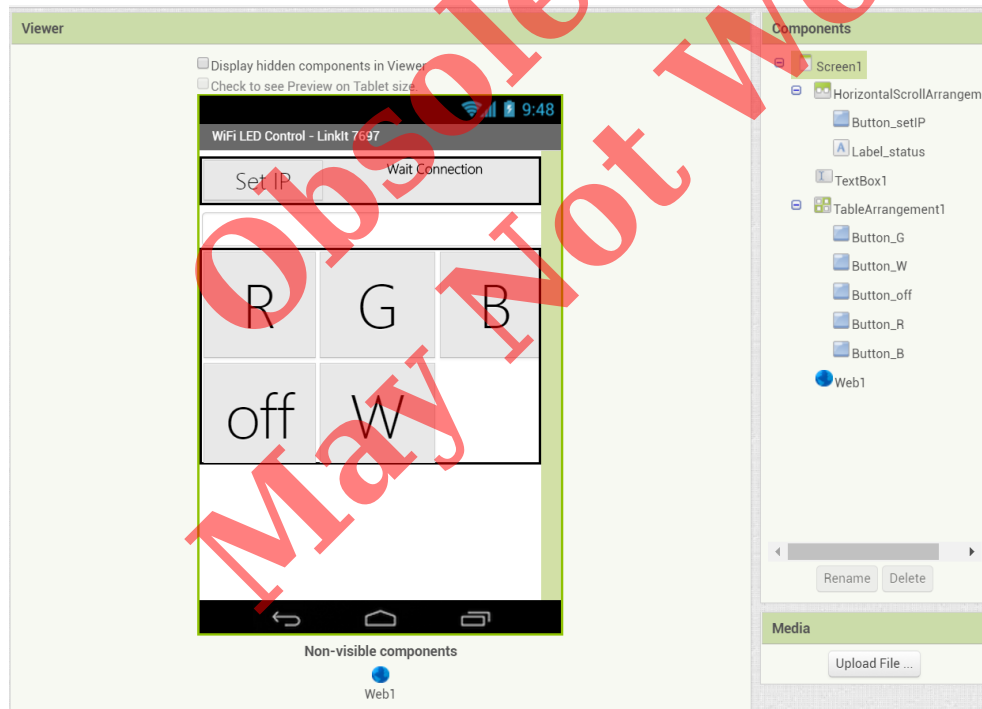 Viewer
Display hidden components in Viewer
Check to see Preview on Tablet size.
9:48
WiFi LED Control - LinkIt 7697
Set IP
Wait Connection
R G B
off W
Non-visible components
Web1
Components
Screen1
HorizontalScrollArrangem
Button_setIP
A Label_status
TextBox1
TableArrangement1
Button_G
Button_W
Button_off
Button_R
Button_B
Web1
Rename Delete
Media
Upload File ...
Obsole
May Not Wo